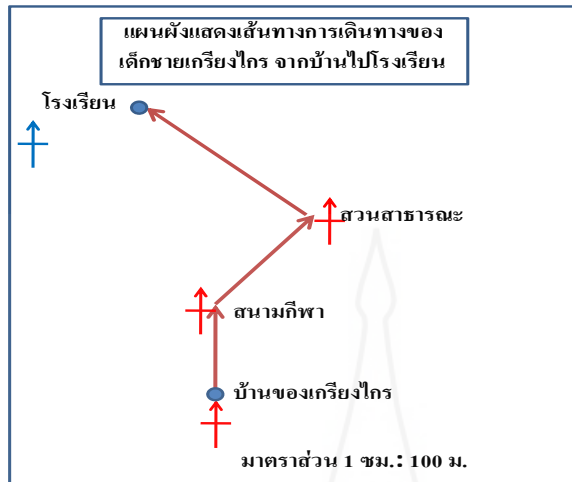 แผนผังแสดงเส้นทางการเดินทางของ
เด็กชายเกรียงไกร จากบ้านไปโรงเรียน
โรงเรียน
สวนสาธารณะ
สนามกีฬา
บ้านของเกรียงไกร
มาตราส่วน 1 ซม.: 100 ม.